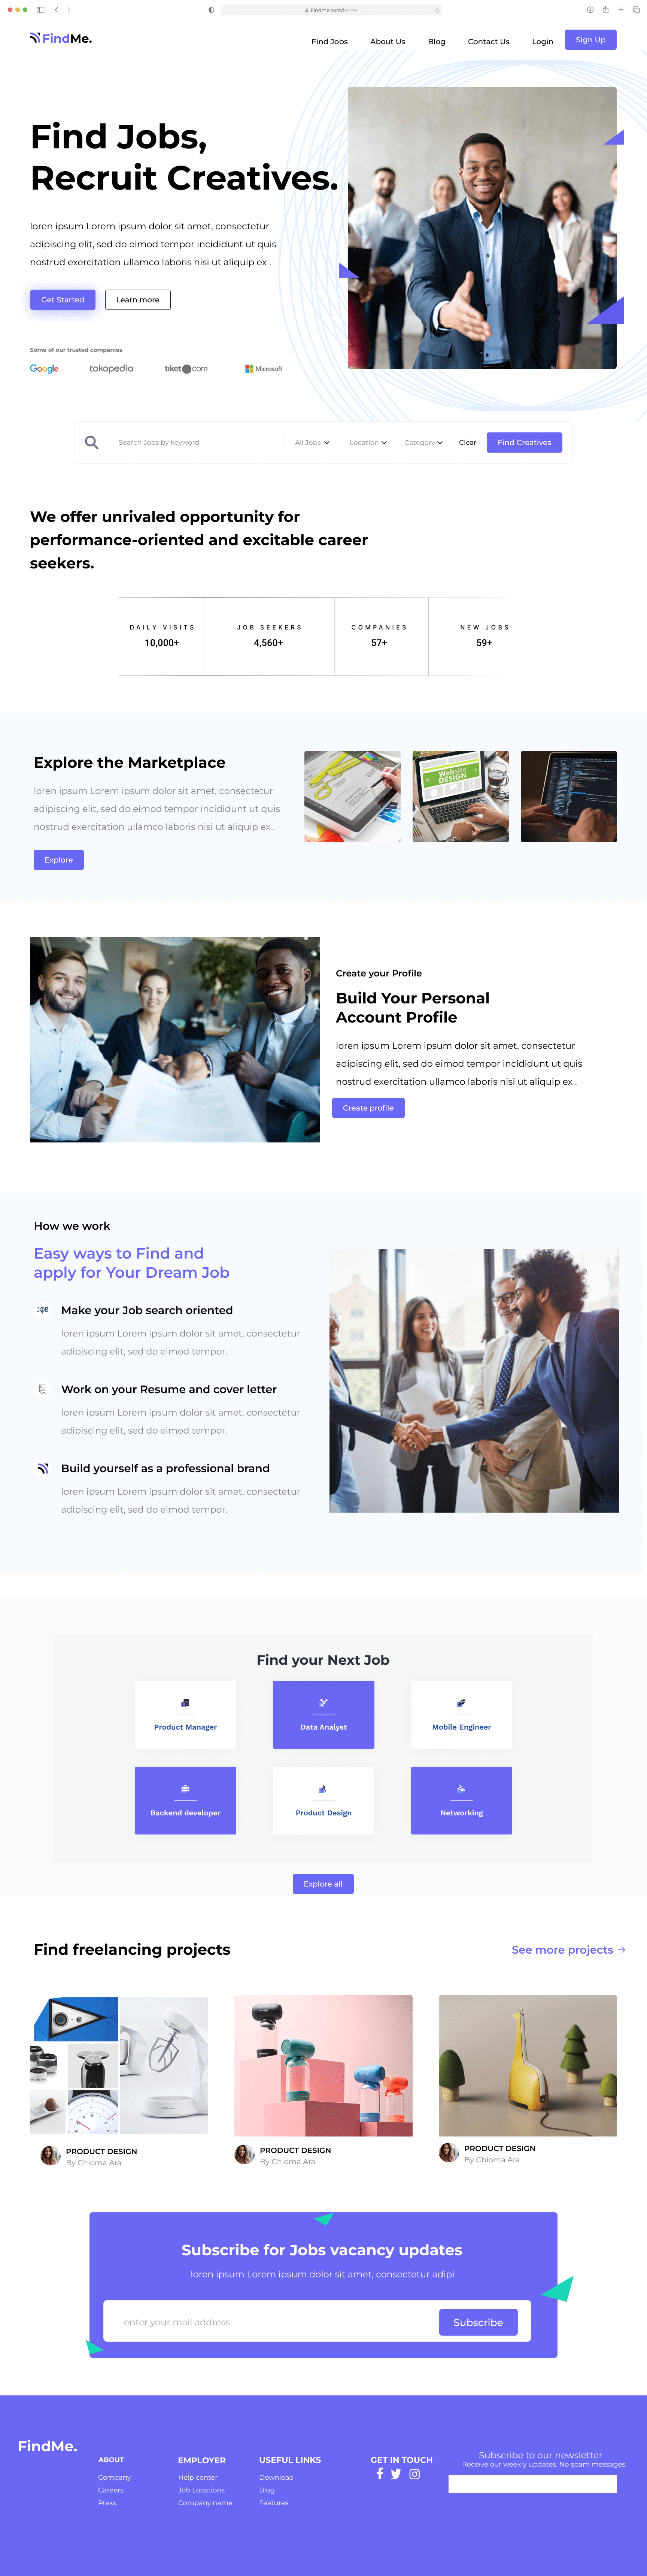 Findme.com/home
FindMe.
Find Jobs
About Us
Blog
Contact Us
Login
Sign Up
Find Jobs,
Recruit Creatives.
loren ipsum Lorem ipsum dolor sit amet, consectetur
adipiscing elit, sed do eimod tempor incididunt ut quis
nostrud exercitation ullamco laboris nisi ut aliquip ex .
Get Started
Learn more
Some of our trusted companies
Google
tokopedia
tiket com
Microsoft
Search Jobs by keyword
All Jobs
Location
Category
Clear
Find Creatives
We offer unrivaled opportunity for
performance-oriented and excitable career
seekers.
DAILY VISITS
10,000+
JOB SEEKERS
4,560+
COMPANIES
57+
NEW JOBS
59+
Explore the Marketplace
loren ipsum Lorem ipsum dolor sit amet, consectetur
adipiscing elit, sed do eimod tempor incididunt ut quis
nostrud exercitation ullamco laboris nisi ut aliquip ex .
Explore
Website
DESIGN
Create your Profile
Build Your Personal
Account Profile
loren ipsum Lorem ipsum dolor sit amet, consectetur
adipiscing elit, sed do eimod tempor incididunt ut quis
nostrud exercitation ullamco laboris nisi ut aliquip ex .
Create profile
How we work
Easy ways to Find and
apply for Your Dream Job
JOB
Make your Job search oriented
loren ipsum Lorem ipsum dolor sit amet, consectetur
adipiscing elit, sed do eimod tempor.
Work on your Resume and cover letter
loren ipsum Lorem ipsum dolor sit amet, consectetur
adipiscing elit, sed do eimod tempor.
Build yourself as a professional brand
loren ipsum Lorem ipsum dolor sit amet, consectetur
adipiscing elit, sed do eimod tempor.
Find your Next Job
Product Manager
Data Analyst
Mobile Engineer
Backend developer
Product Design
Networking
Explore all
Find freelancing projects
See more projects →
PRODUCT DESIGN
By Chioma Ara
PRODUCT DESIGN
By Chioma Ara
PRODUCT DESIGN
By Chioma Ara
Subscribe for Jobs vacancy updates
loren ipsum Lorem ipsum dolor sit amet, consectetur adipi
enter your mail address
Subscribe
FindMe.
ABOUT
Company
Careers
Press
EMPLOYER
Help center
Job Locations
Company name
USEFUL LINKS
Download
Blog
Features
GET IN TOUCH
Subscribe to our newsletter
Receive our weekly updates. No spam messages